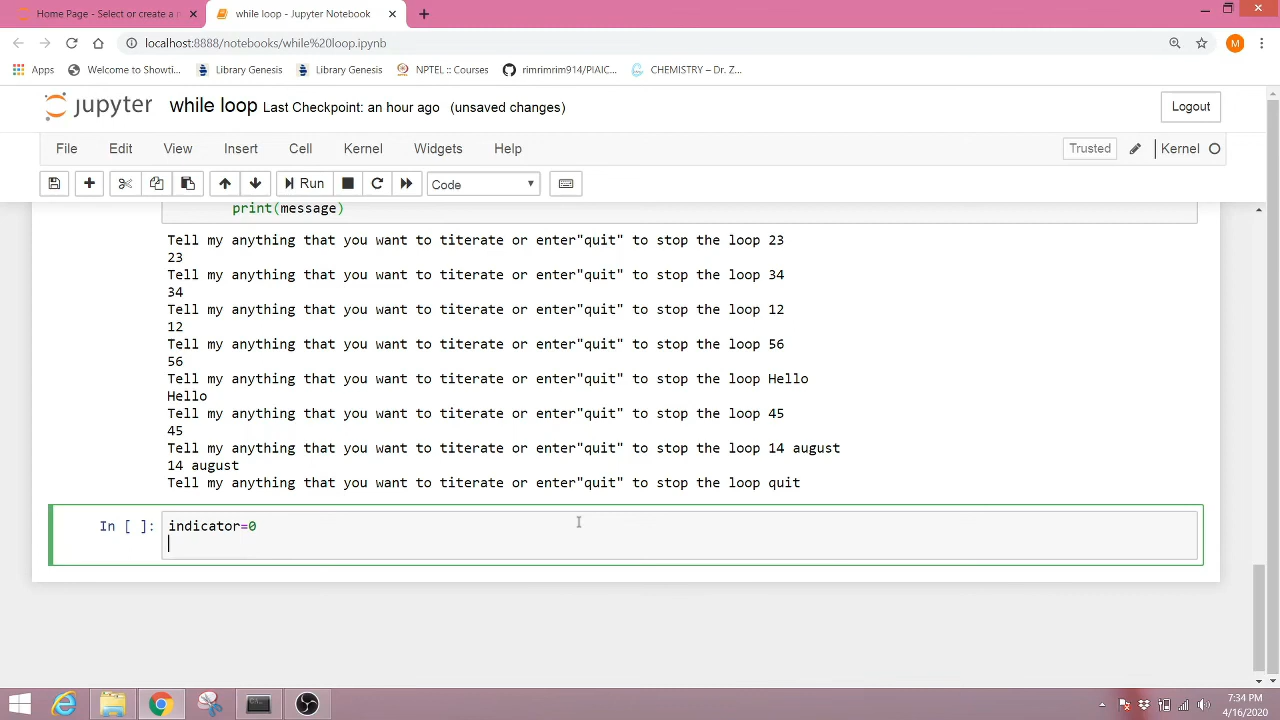 Home Page - Select or create a n
while loop - Jupyter Notebook
localhost:8888/notebooks/while%20loop.ipynb
M
Apps
Welcome to Showti...
Library Genesis
Library Genesis
NPTEL :: Courses
rimrimrim914/PIAIC...
CHEMISTRY – Dr. Z...
jupyter while loop Last Checkpoint: an hour ago (unsaved changes)
Logout
File Edit View Insert Cell Kernel Widgets Help
Trusted
Kernel
Run
Code
print(message)
Tell my anything that you want to titerate or enter"quit" to stop the loop 23
23
Tell my anything that you want to titerate or enter"quit" to stop the loop 34
34
Tell my anything that you want to titerate or enter"quit" to stop the loop 12
12
Tell my anything that you want to titerate or enter"quit" to stop the loop 56
56
Tell my anything that you want to titerate or enter"quit" to stop the loop Hello
Hello
Tell my anything that you want to titerate or enter"quit" to stop the loop 45
45
Tell my anything that you want to titerate or enter"quit" to stop the loop 14 august
14 august
Tell my anything that you want to titerate or enter"quit" to stop the loop quit
In [ ]: indicator=0
7:34 PM
4/16/2020